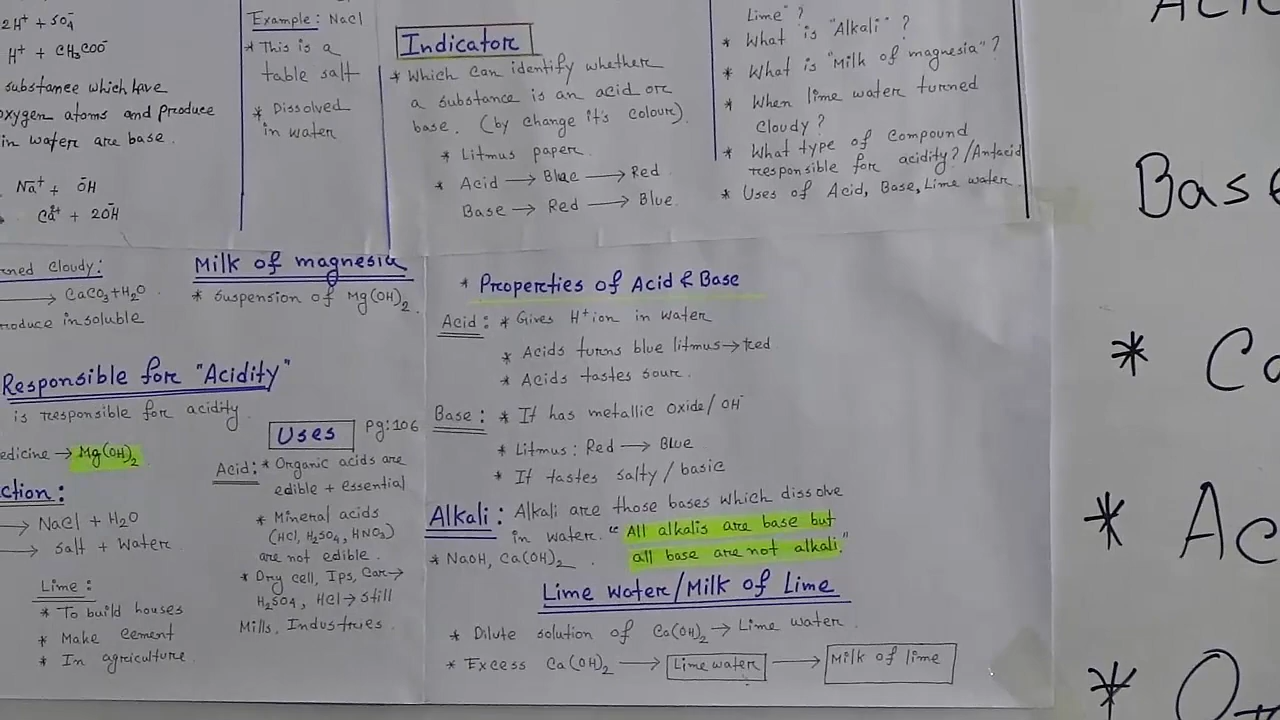 2H⁺ + SO₄⁻
H⁺ + CH₃COO⁻
substance which have
oxygen atoms and produce
in water are base.
Na⁺ + ŌH
Ca⁺ + 2ŌH
Example: NaCl
* This is a
table salt
* Dissolved
in water
Indicator
* Which can identify whether
a substance is an acid or
base. (by change it's colour).
* Litmus paper.
* Acid → Blue → Red
Base → Red → Blue.
Lime" ?
* What is "Alkali" ?
* What is "Milk of magnesia" ?
* When lime water turned
cloudy ?
* What type of compound
responsible for acidity?/Antacid
* Uses of Acid, Base, Lime water.
Base
*
*
*
rned cloudy:
→ CaCO₃+H₂O
roduce insoluble
Milk of magnesia
* suspension of Mg(OH)₂.
Responsible for "Acidity"
is responsible for acidity.
edicine → Mg(OH)₂
ction:
→ NaCl + H₂O
→ salt + water.
Lime:
* To build houses
* Make cement
* In agriculture.
Uses Pg:106
Acid: * Organic acids are
edible + essential
* Mineral acids
(HCl, H₂SO₄, HNO₃)
are not edible.
* Dry cell, Ips, Car→
H₂SO₄, HCl → still
Mills, Industries.
* Properties of Acid & Base
Acid: * Gives H⁺ ion in water
* Acids turns blue litmus → red
* Acids tastes sour.
Base: * It has metallic oxide/OH⁻
* Litmus: Red → Blue
* It tastes salty/basic
Alkali: Alkali are those bases which dissolve
in water. "All alkalis are base but
all base are not alkali."
* NaOH, Ca(OH)₂.
Lime Water/Milk of Lime
* Dilute solution of Ca(OH)₂ → Lime water.
* Excess Ca(OH)₂ → Lime water → Milk of lime